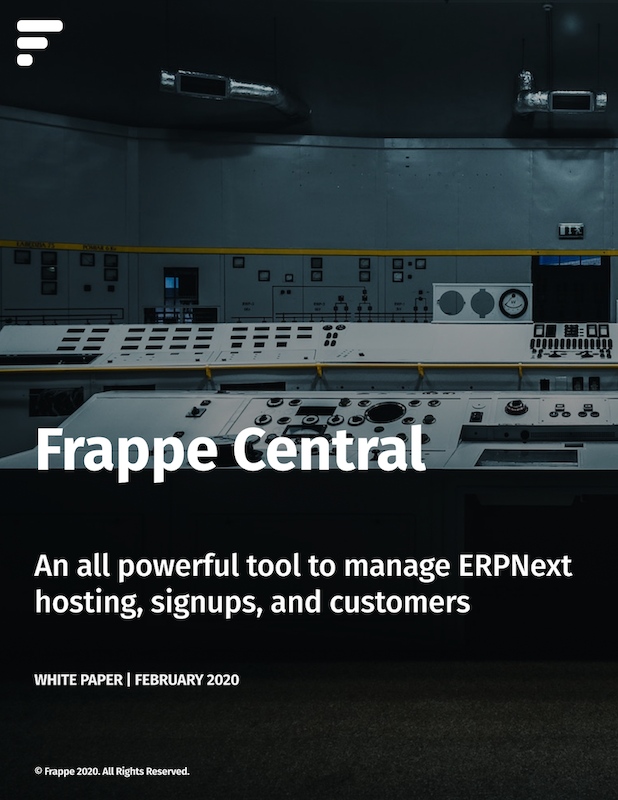 Frappe Central
An all powerful tool to manage ERPNext
hosting, signups, and customers
WHITE PAPER | FEBRUARY 2020
© Frappe 2020. All Rights Reserved.